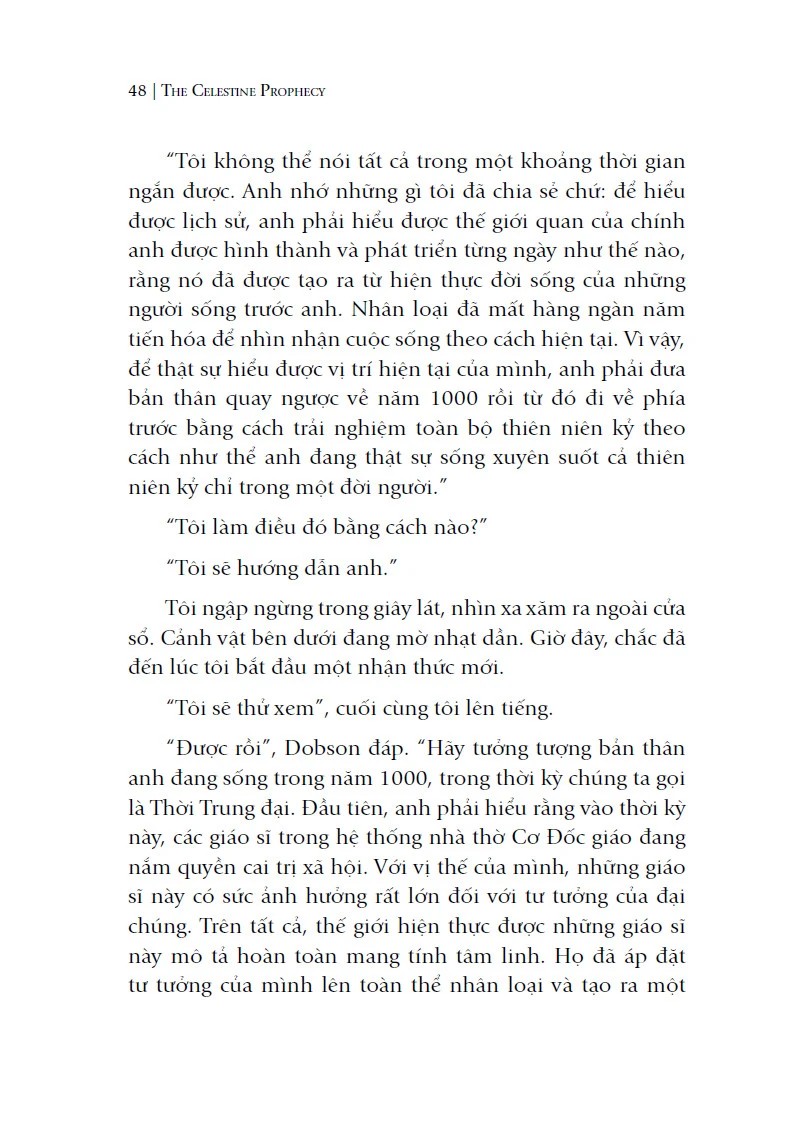 48 | THE CELESTINE PROPHECY
“Tôi không thể nói tất cả trong một khoảng thời gian
ngắn được. Anh nhớ những gì tôi đã chia sẻ chứ: để hiểu
được lịch sử, anh phải hiểu được thế giới quan của chính
anh được hình thành và phát triển từng ngày như thế nào,
rằng nó đã được tạo ra từ hiện thực đời sống của những
người sống trước anh. Nhân loại đã mất hàng ngàn năm
tiến hóa để nhìn nhận cuộc sống theo cách hiện tại. Vì vậy,
để thật sự hiểu được vị trí hiện tại của mình, anh phải đưa
bản thân quay ngược về năm 1000 rồi từ đó đi về phía
trước bằng cách trải nghiệm toàn bộ thiên niên kỷ theo
cách như thể anh đang thật sự sống xuyên suốt cả thiên
niên kỷ chỉ trong một đời người.”
“Tôi làm điều đó bằng cách nào?”
“Tôi sẽ hướng dẫn anh.”
Tôi ngập ngừng trong giây lát, nhìn xa xăm ra ngoài cửa
sổ. Cảnh vật bên dưới đang mờ nhạt dần. Giờ đây, chắc đã
đến lúc tôi bắt đầu một nhận thức mới.
“Tôi sẽ thử xem”, cuối cùng tôi lên tiếng.
“Được rồi”, Dobson đáp. “Hãy tưởng tượng bản thân
anh đang sống trong năm 1000, trong thời kỳ chúng ta gọi
là Thời Trung đại. Đầu tiên, anh phải hiểu rằng vào thời kỳ
này, các giáo sĩ trong hệ thống nhà thờ Cơ Đốc giáo đang
nắm quyền cai trị xã hội. Với vị thế của mình, những giáo
sĩ này có sức ảnh hưởng rất lớn đối với tư tưởng của đại
chúng. Trên tất cả, thế giới hiện thực được những giáo sĩ
này mô tả hoàn toàn mang tính tâm linh. Họ đã áp đặt
tư tưởng của mình lên toàn thể nhân loại và tạo ra một